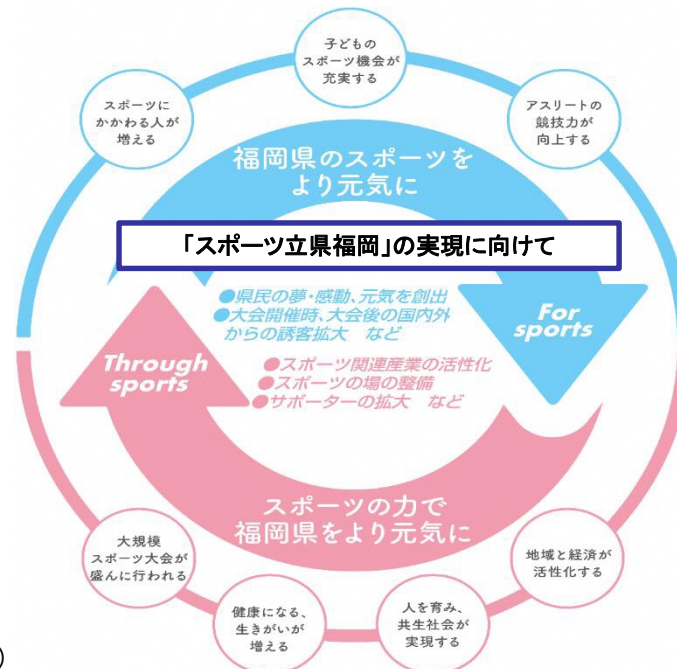 子どもの
スポーツ機会が
充実する
スポーツに
かかわる人が
増える
アスリートの
競技力が
向上する
福岡県のスポーツを
より元気に
「スポーツ立県福岡」の実現に向けて
●県民の夢・感動、元気を創出
●大会開催時、大会後の国内外
からの誘客拡大　など
For
sports
Through
sports
●スポーツ関連産業の活性化
●スポーツの場の整備
●サポーターの拡大　など
スポーツの力で
福岡県をより元気に
大規模
スポーツ大会が
盛んに行われる
健康になる、
生きがいが
増える
人を育み、
共生社会が
実現する
地域と経済が
活性化する
)